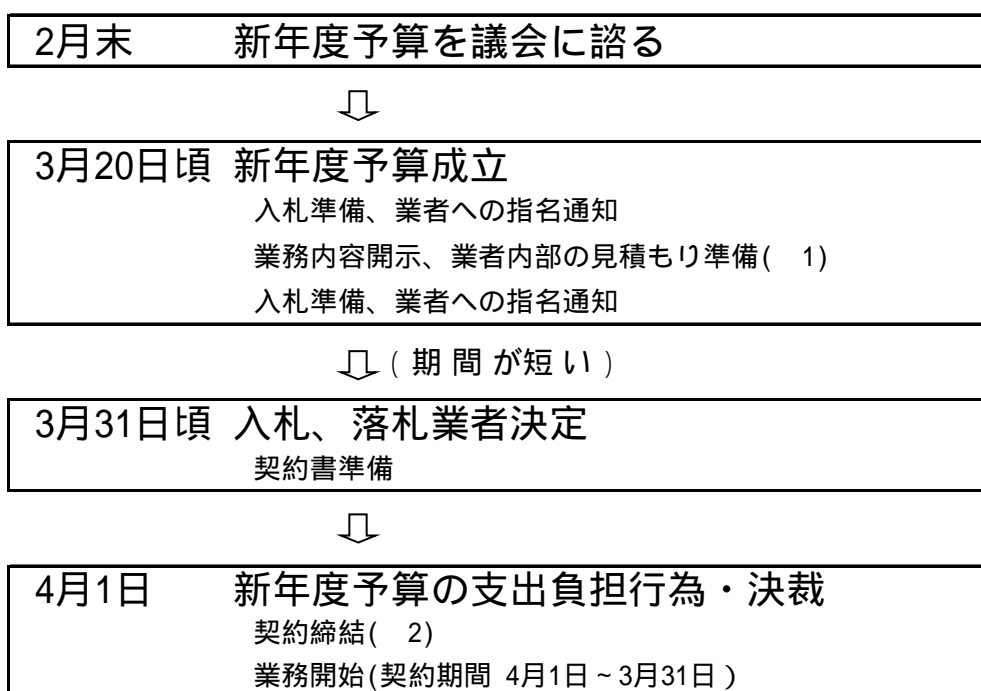 2月末 新年度予算を議会に諮る
3月20日頃 新年度予算成立
入札準備、業者への指名通知
業務内容開示、業者内部の見積もり準備( 1)
入札準備、業者への指名通知
(期間が短い)
3月31日頃 入札、落札業者決定
契約書準備
4月1日 新年度予算の支出負担行為・決裁
契約締結( 2)
業務開始(契約期間 4月1日~3月31日)